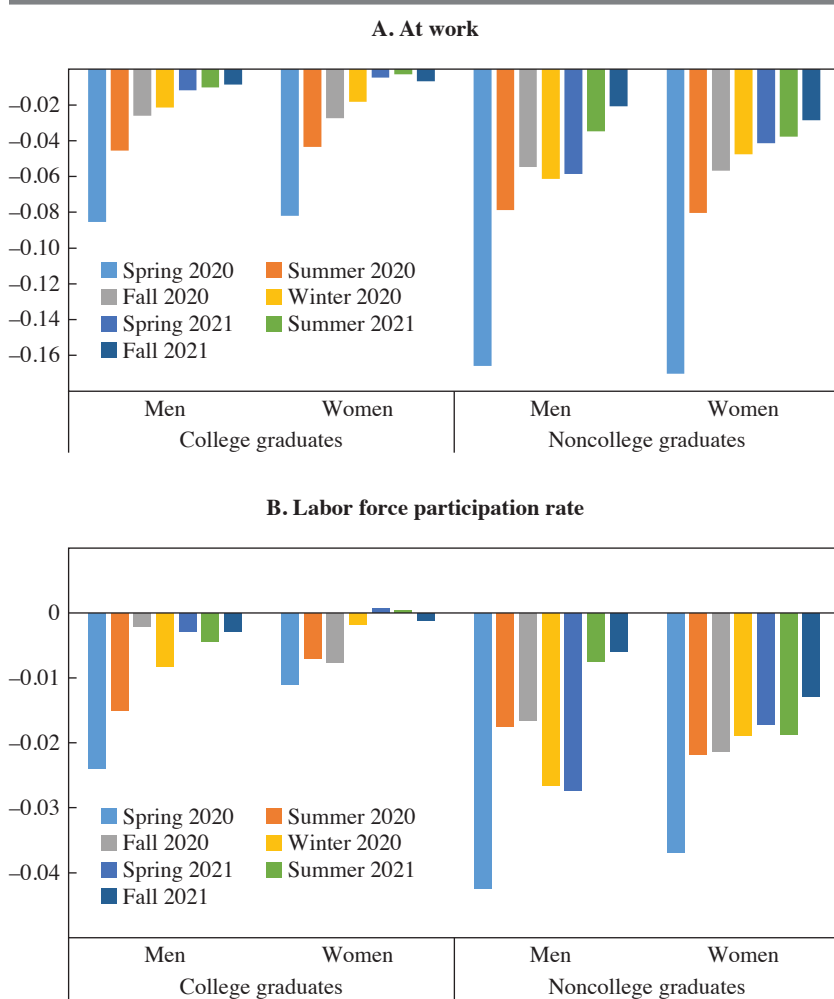 A. At work
–0.02
–0.04
–0.06
–0.08
–0.10
–0.12
–0.14
–0.16
Spring 2020 Summer 2020
Fall 2020 Winter 2020
Spring 2021 Summer 2021
Fall 2021
Men Women Men Women
College graduates Noncollege graduates
B. Labor force participation rate
0
–0.01
–0.02
–0.03
–0.04
Spring 2020 Summer 2020
Fall 2020 Winter 2020
Spring 2021 Summer 2021
Fall 2021
Men Women Men Women
College graduates Noncollege graduates